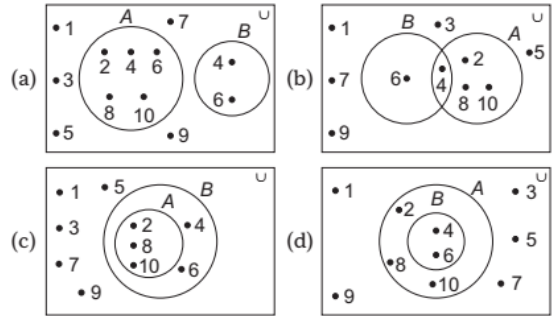 (a) A B ∪ 1 3 5 7 9 2 4 6 8 10 4 6
(b) B A ∪ 1 7 9 3 5 6 4 2 8 10
(c) A B ∪ 1 3 7 9 5 2 8 10 4 6
(d) B A ∪ 1 9 3 5 7 2 8 10 4 6